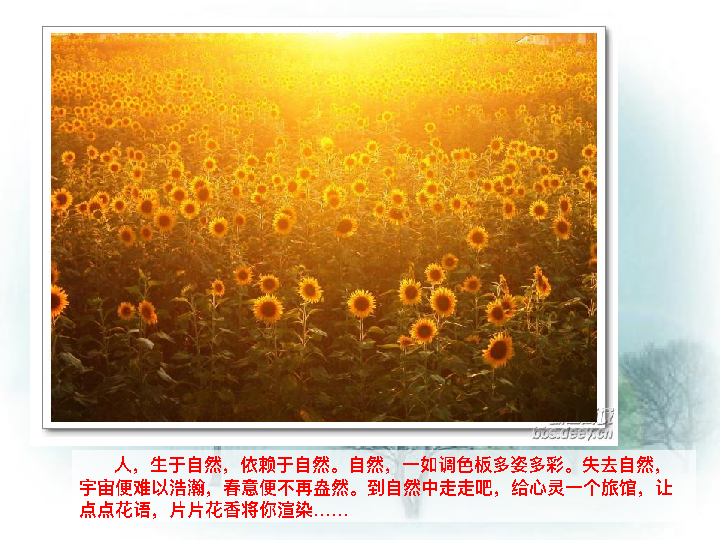 bbs.deey.cn
人，生于自然，依赖于自然。自然，一如调色板多姿多彩。失去自然，
宇宙便难以浩瀚，春意便不再盎然。到自然中走走吧，给心灵一个旅馆，让
点点花语，片片花香将你渲染……